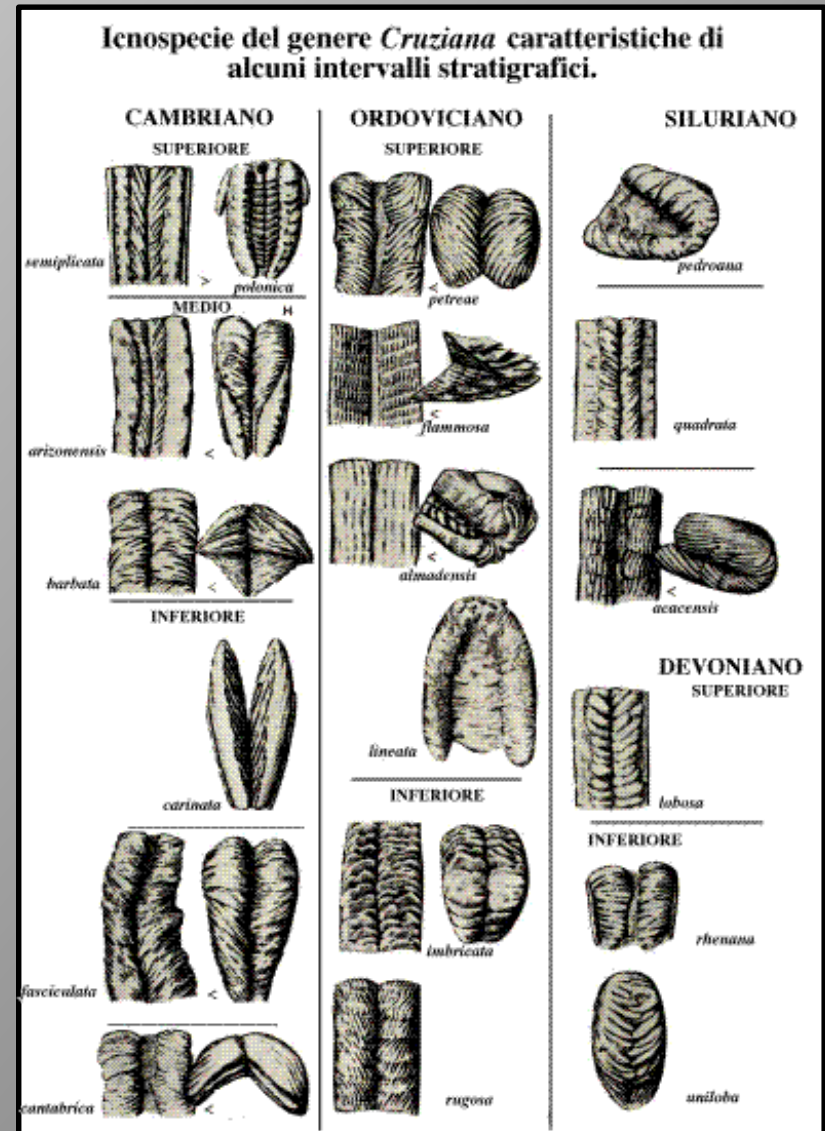 Icnospecie del genere Cruziana caratteristiche di
alcuni intervalli stratigrafici.
CAMBRIANO
SUPERIORE
semiplicata
>
polonica
MEDIO
H
arizonensis
<
barbata
<
INFERIORE
carinata
fasciculata
<
cantabrica
<
ORDOVICIANO
SUPERIORE
<
petreae
<
flammosa
<
almadensis
lineata
INFERIORE
imbricata
rugosa
SILURIANO
pedroana
quadrata
<
acacensis
DEVONIANO
SUPERIORE
lobosa
INFERIORE
rhenana
uniloba